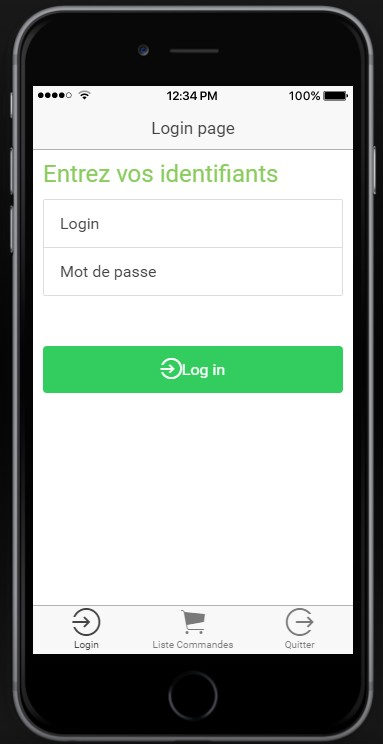 12:34 PM 100%
Login page
Entrez vos identifiants
Login
Mot de passe
Log in
Login Liste Commandes Quitter